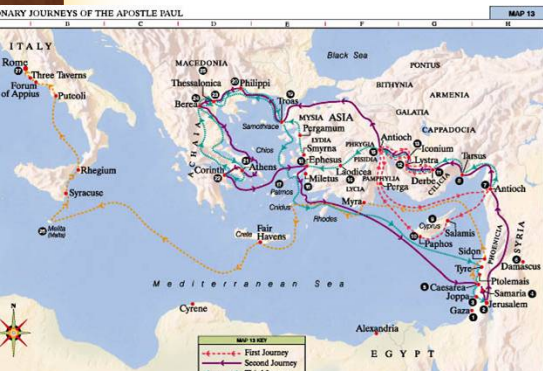 ONARY JOURNEYS OF THE APOSTLE PAUL
MAP 13
B C D E F G H
Black Sea
ITALY
Rome
Three Taverns
Forum
of Appius
Puteoli
MACEDONIA
Thessalonica
Philippi
Berea
Troas
Samothrace
PONTUS
BITHYNIA
ARMENIA
GALATIA
CAPPADOCIA
MYSIA
ASIA
Pergamum
LYDIA
Smyrna
Ephesus
Miletus
Laodicea
PHRYGIA
PISIDIA
Antioch
Iconium
Lystra
Derbe
CILICIA
Tarsus
Antioch
PAMPHYLIA
Perga
LYCIA
Myra
ACHAIA
Chios
Athens
Corinth
Patmos
Cnidus
Rhodes
Rhegium
Syracuse
Melita
(Malta)
Crete
Fair
Havens
Cyprus
Salamis
Paphos
SYRIA
PHOENICIA
Sidon
Damascus
Tyre
Ptolemais
Caesarea
Samaria
Joppa
Jerusalem
Gaza
Mediterranean Sea
Cyrene
Alexandria
EGYPT
N
MAP 13 KEY
First Journey
Second Journey